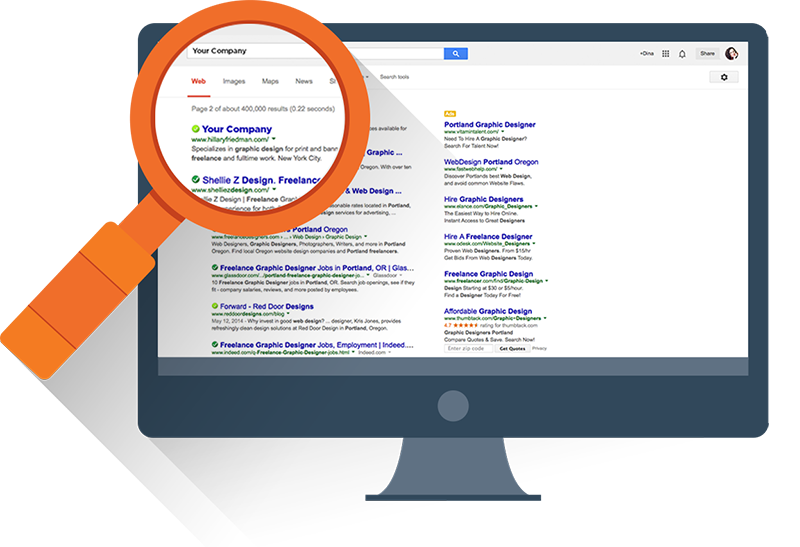 Your Company
+Dina
Share
Web Images Maps News
Search tools
Page 2 of about 400,000 results (0.22 seconds)
Your Company
www.hillaryfriedman.com/
Specializes in graphic design for print and
freelance and fulltime work. New York City.
Shellie Z Design. Freelance
www.shelliezdesign.com/
Z Design | Freelance
experience for
services available for
Graphic ...
. With over ten
& Web Design ...
rates located in Portland,
design services for advertising, ...
Portland Oregon
www.freelancedesigners.com › ... › Web Design › Graphic Design
Web Designers, Graphic Designers, Photographers, Writers, and more in Portland
Oregon. Find local Oregon website design companies and Portland freelancers.
Freelance Graphic Designer Jobs in Portland, OR | Glas...
www.glassdoor.com/.../portland-freelance-graphic-designer-jo... Glassdoor
10 Freelance Graphic Designer jobs in Portland, OR. Search job openings, see if they
fit - company salaries, reviews, and more posted by employees.
Forward - Red Door Designs
www.reddoordesigns.com/blog
May 12, 2014 - Why invest in good web design? ... designer, Kris Jones, provides
refreshingly clean design solutions at Red Door Design in Portland, Oregon.
Freelance Graphic Designer Jobs, Employment | Indeed....
www.indeed.com/q-Freelance-Graphic-Designer-jobs.html Indeed.com
Ads
Portland Graphic Designer
www.vitamintalent.com/
Need To Hire A Graphic Designer?
Search For Talent Now!
WebDesign Portland Oregon
www.fastwebhelp.com/
Discover Portlands best Web Design,
and avoid common Website Flaws.
Hire Graphic Designers
www.elance.com/Graphic_Designers
The Easiest Way to Hire Online.
Instant Access to Great Designers
Hire A Freelance Designer
www.odesk.com/Website_Designers
Proven Web Designers. From $15/hr
Get Bids From Web Designers Today.
Freelancer Graphic Design
www.freelancer.com/find/Graphic-Design
Design Starting at $30 or $5/hour.
Find a Designer Today For Free!
Affordable Graphic Design
www.thumbtack.com/Graphic+Designers
4.7 ★★★★★ rating for thumbtack.com
Graphic Designers Portland
Compare Quotes & Save. Search Now!
Enter zip code Get Quotes Privacy